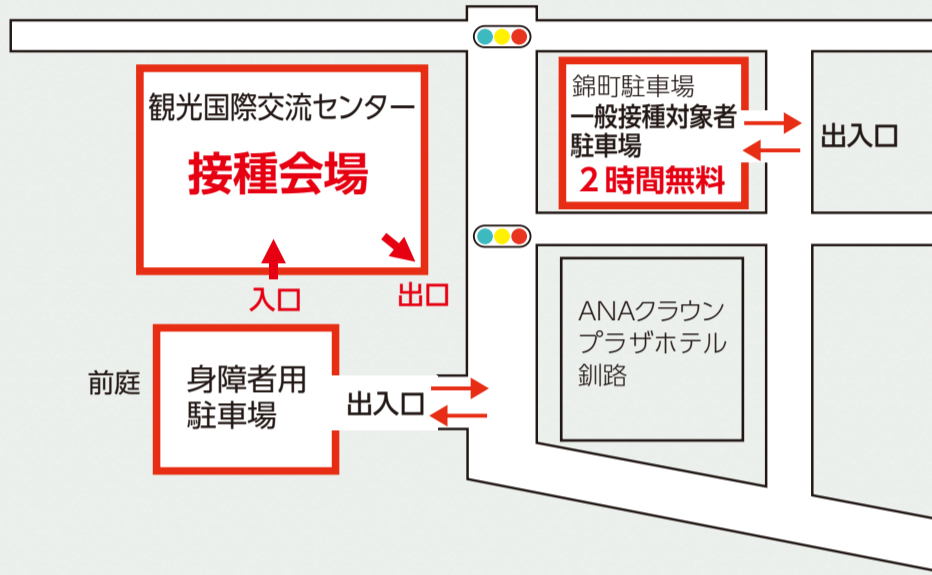 観光国際交流センター
接種会場
入口
出口
錦町駐車場
一般接種対象者
駐車場
２時間無料
出入口
前庭
身障者用
駐車場
出入口
ANAクラウン
プラザホテル
釧路